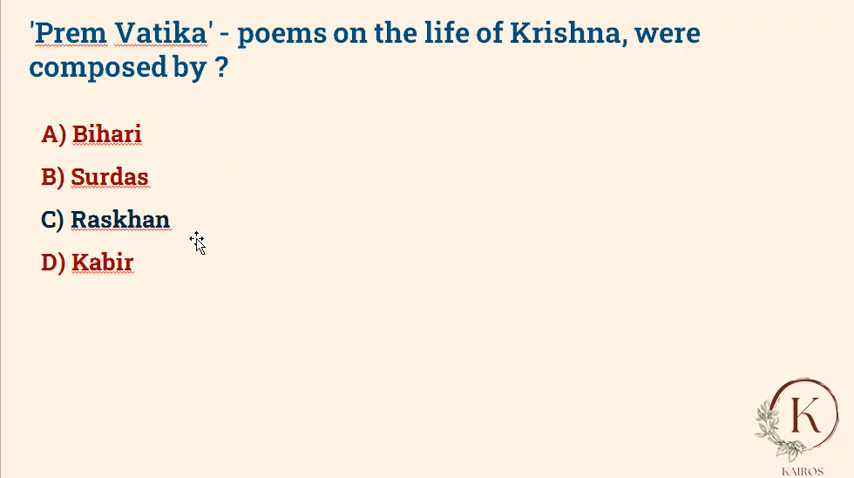 'Prem Vatika' - poems on the life of Krishna, were
composed by ?
A) Bihari
B) Surdas
C) Raskhan
D) Kabir
K
KAIROS